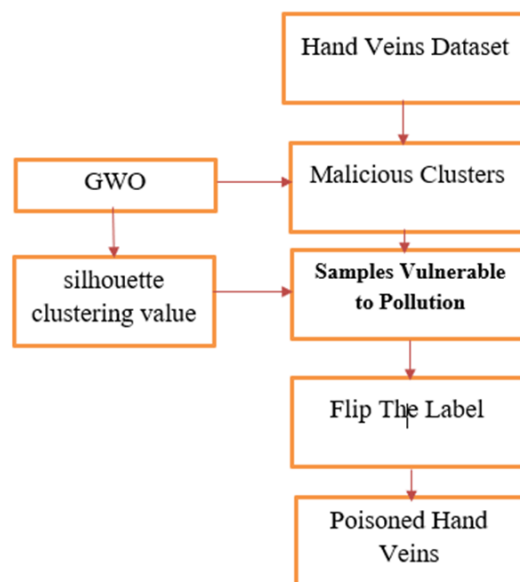 Hand Veins Dataset
GWO
Malicious Clusters
silhouette
clustering value
Samples Vulnerable
to Pollution
Flip The Label
Poisoned Hand
Veins